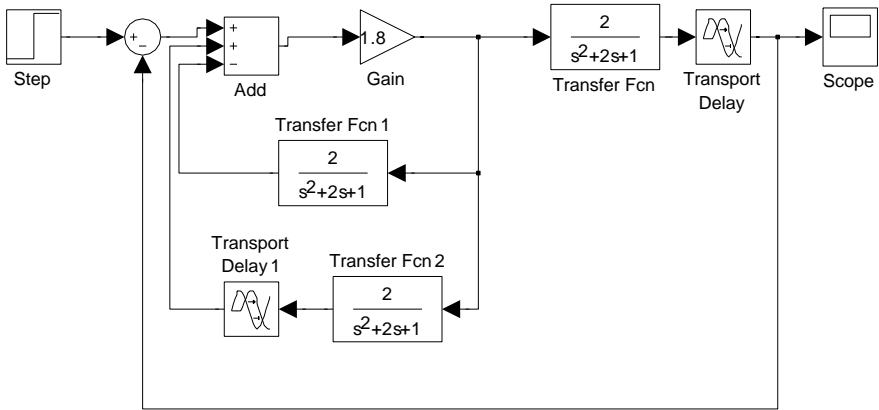 +
−
Step
+
+
−
Add
1.8
Gain
2
s²+2s+1
Transfer Fcn
Transport
Delay
Scope
Transfer Fcn 1
2
s²+2s+1
Transport
Delay 1
Transfer Fcn 2
2
s²+2s+1